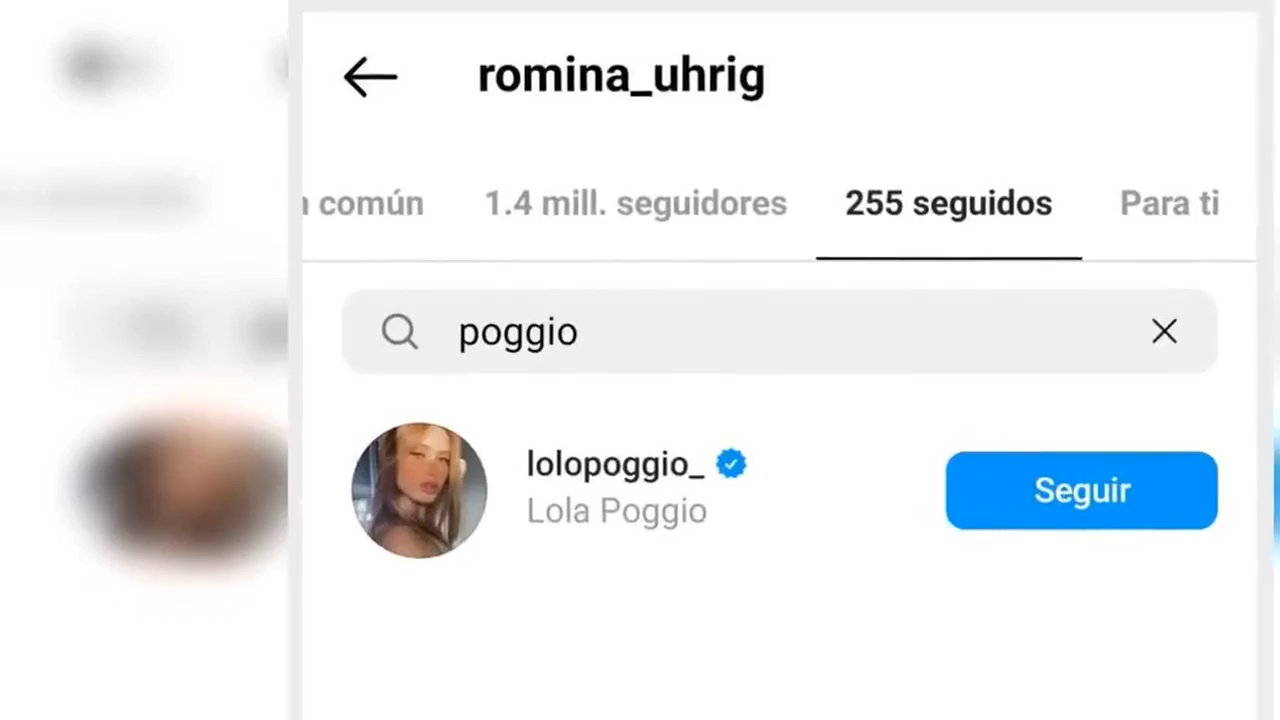 romina_uhrig
n común 1.4 mill. seguidores 255 seguidos Para ti
poggio
lolopoggio_
Lola Poggio
Seguir